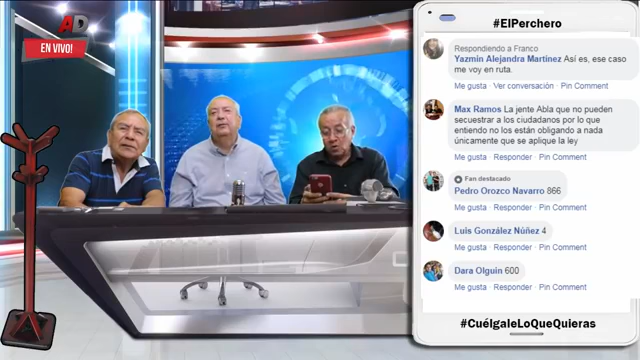 AD
EN VIVO!
#ElPerchero
Respondiendo a Franco
Yazmin Alejandra Martinez Así es, ese caso
me voy en ruta.
Me gusta · Ver conversación · Pin Comment
Max Ramos La jente Abla que no pueden
secuestrar a los ciudadanos por lo que
entiendo no los están obligando a nada
únicamente que se aplique la ley
Me gusta · Responder · Pin Comment
Fan destacado
Pedro Orozco Navarro 866
Me gusta · Responder · Pin Comment
Luis González Núñez 4
Me gusta · Responder · Pin Comment
Dara Olguin 600
Me gusta · Responder · Pin Comment
#CuélgaleLoQueQuieras